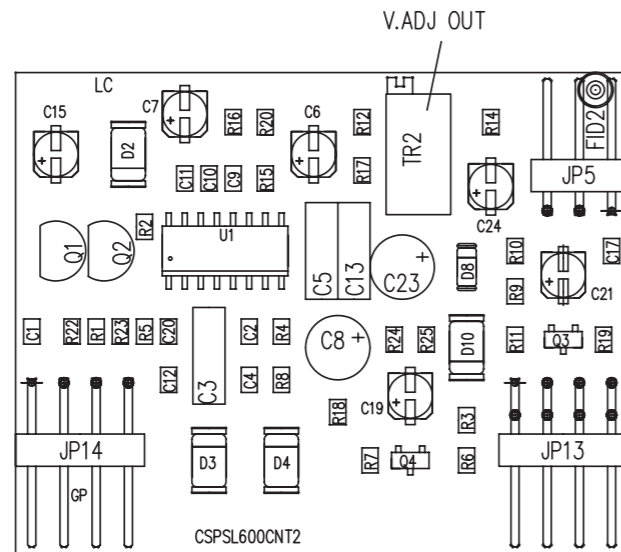 V.ADJ OUT
LC
C15
C7
D2
R16
R20
C6
R12
TR2
R14
FID2
C11
C10
C9
R15
R17
JP5
C24
Q1
Q2
R2
U1
C5
C13
C23
D8
R10
R9
C17
C21
C1
R22
R1
R23
R5
C20
C2
R4
C8
R24
R25
D10
R11
Q3
R19
C12
C3
C4
R8
R18
C19
R3
JP14
D3
D4
R7
Q4
R6
JP13
GP
CSPSL600CNT2